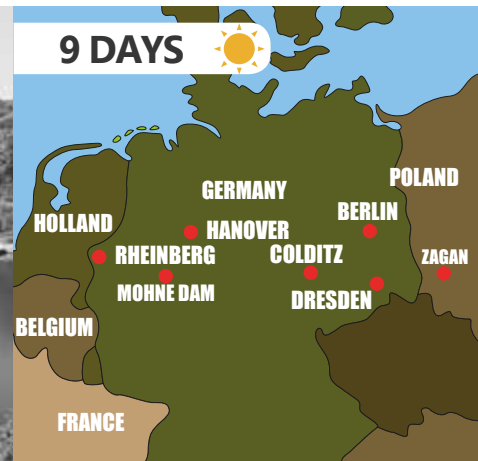 9 DAYS
POLAND
GERMANY
BERLIN
HOLLAND
HANOVER
RHEINBERG
COLDITZ
ZAGAN
MOHNE DAM
DRESDEN
BELGIUM
FRANCE